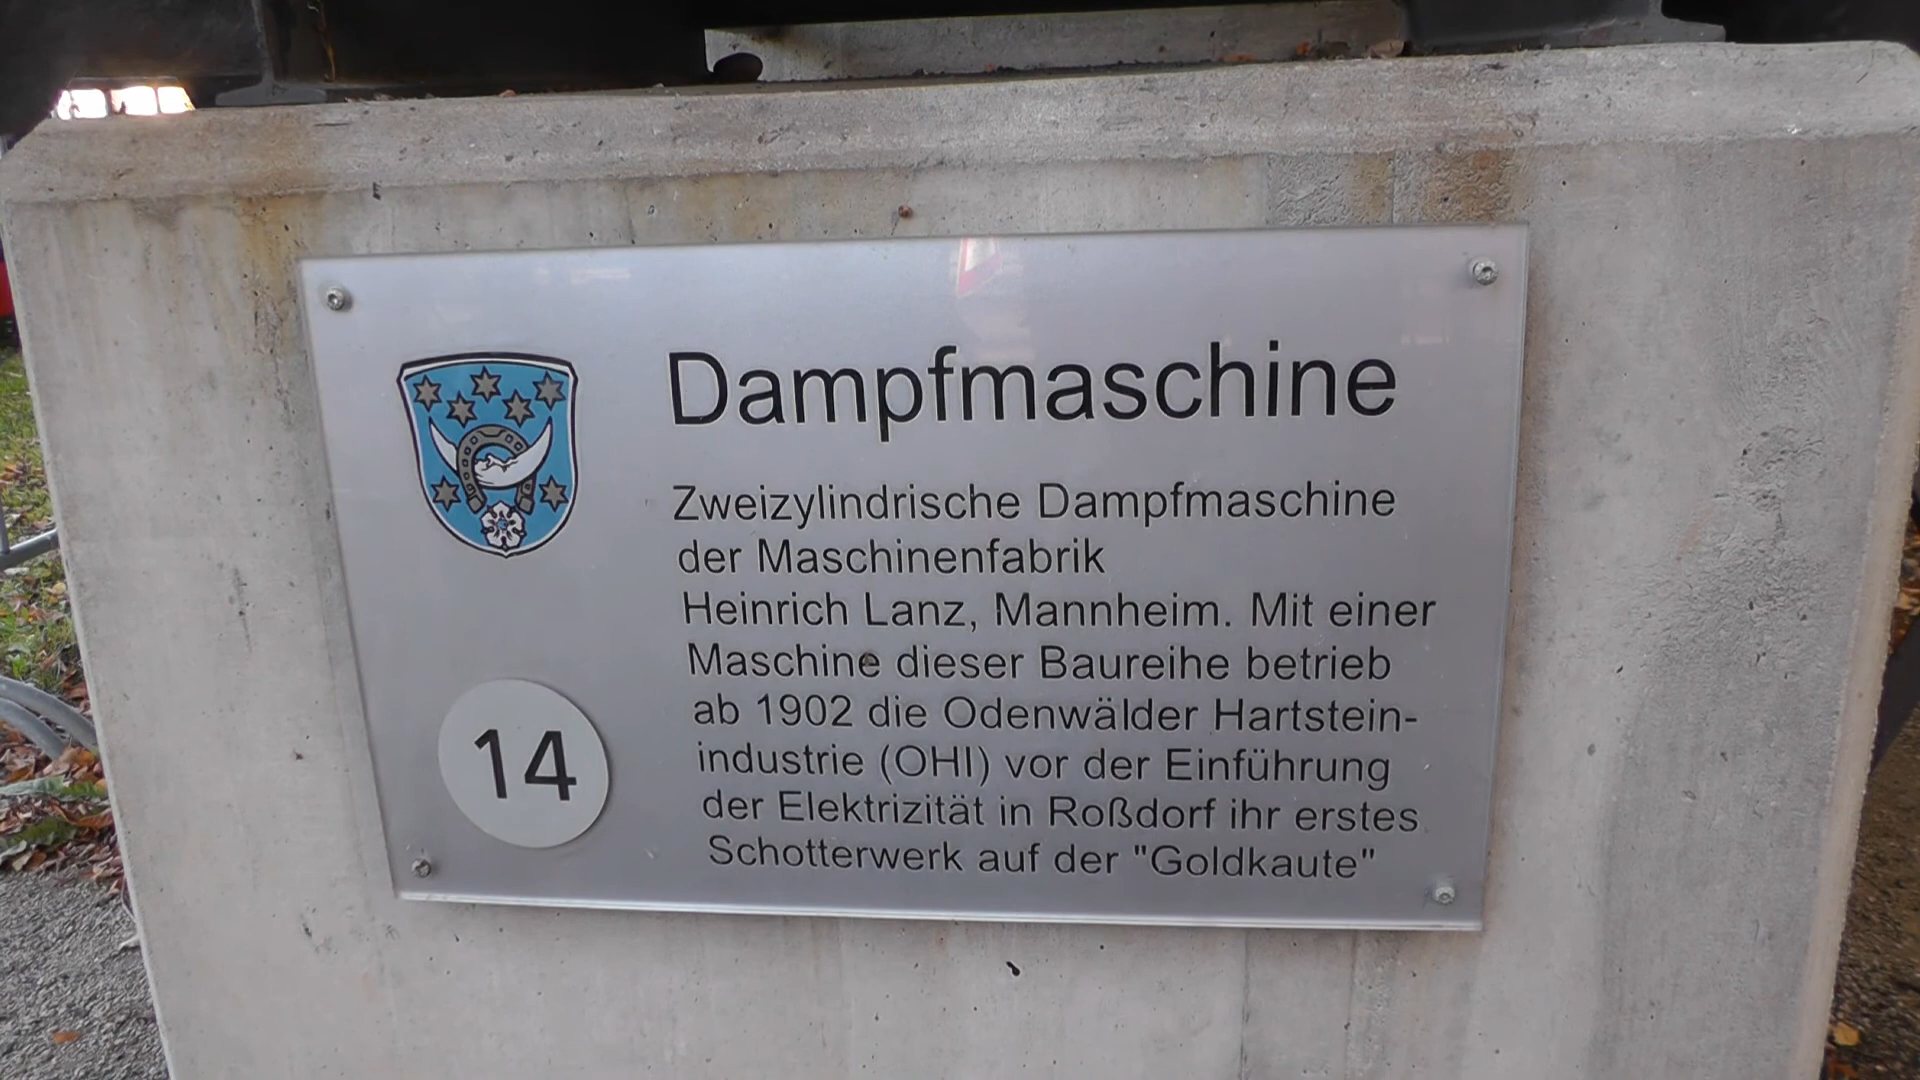 Dampfmaschine
Zweizylindrische Dampfmaschine
der Maschinenfabrik
Heinrich Lanz, Mannheim. Mit einer
Maschine dieser Baureihe betrieb
ab 1902 die Odenwälder Hartstein-
industrie (OHI) vor der Einführung
der Elektrizität in Roßdorf ihr erstes
Schotterwerk auf der "Goldkaute"
14